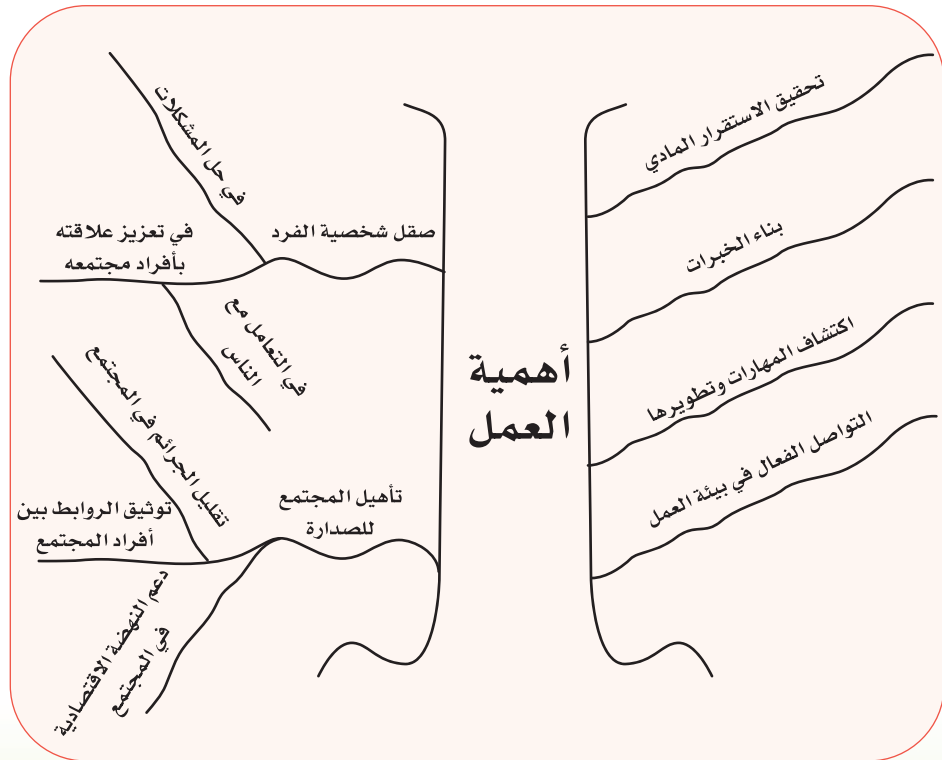 أهمية
العمل
تحقيق الاستقرار المادي
بناء الخبرات
اكتشاف المهارات وتطويرها
التواصل الفعال في بيئة العمل
صقل شخصية الفرد
في حل المشكلات
في تعزيز علاقته
بأفراد مجتمعه
في التعامل مع
الناس
تأهيل المجتمع
للصدارة
تقليل الجرائم في المجتمع
توثيق الروابط بين
أفراد المجتمع
دعم النهضة الاقتصادية
في المجتمع